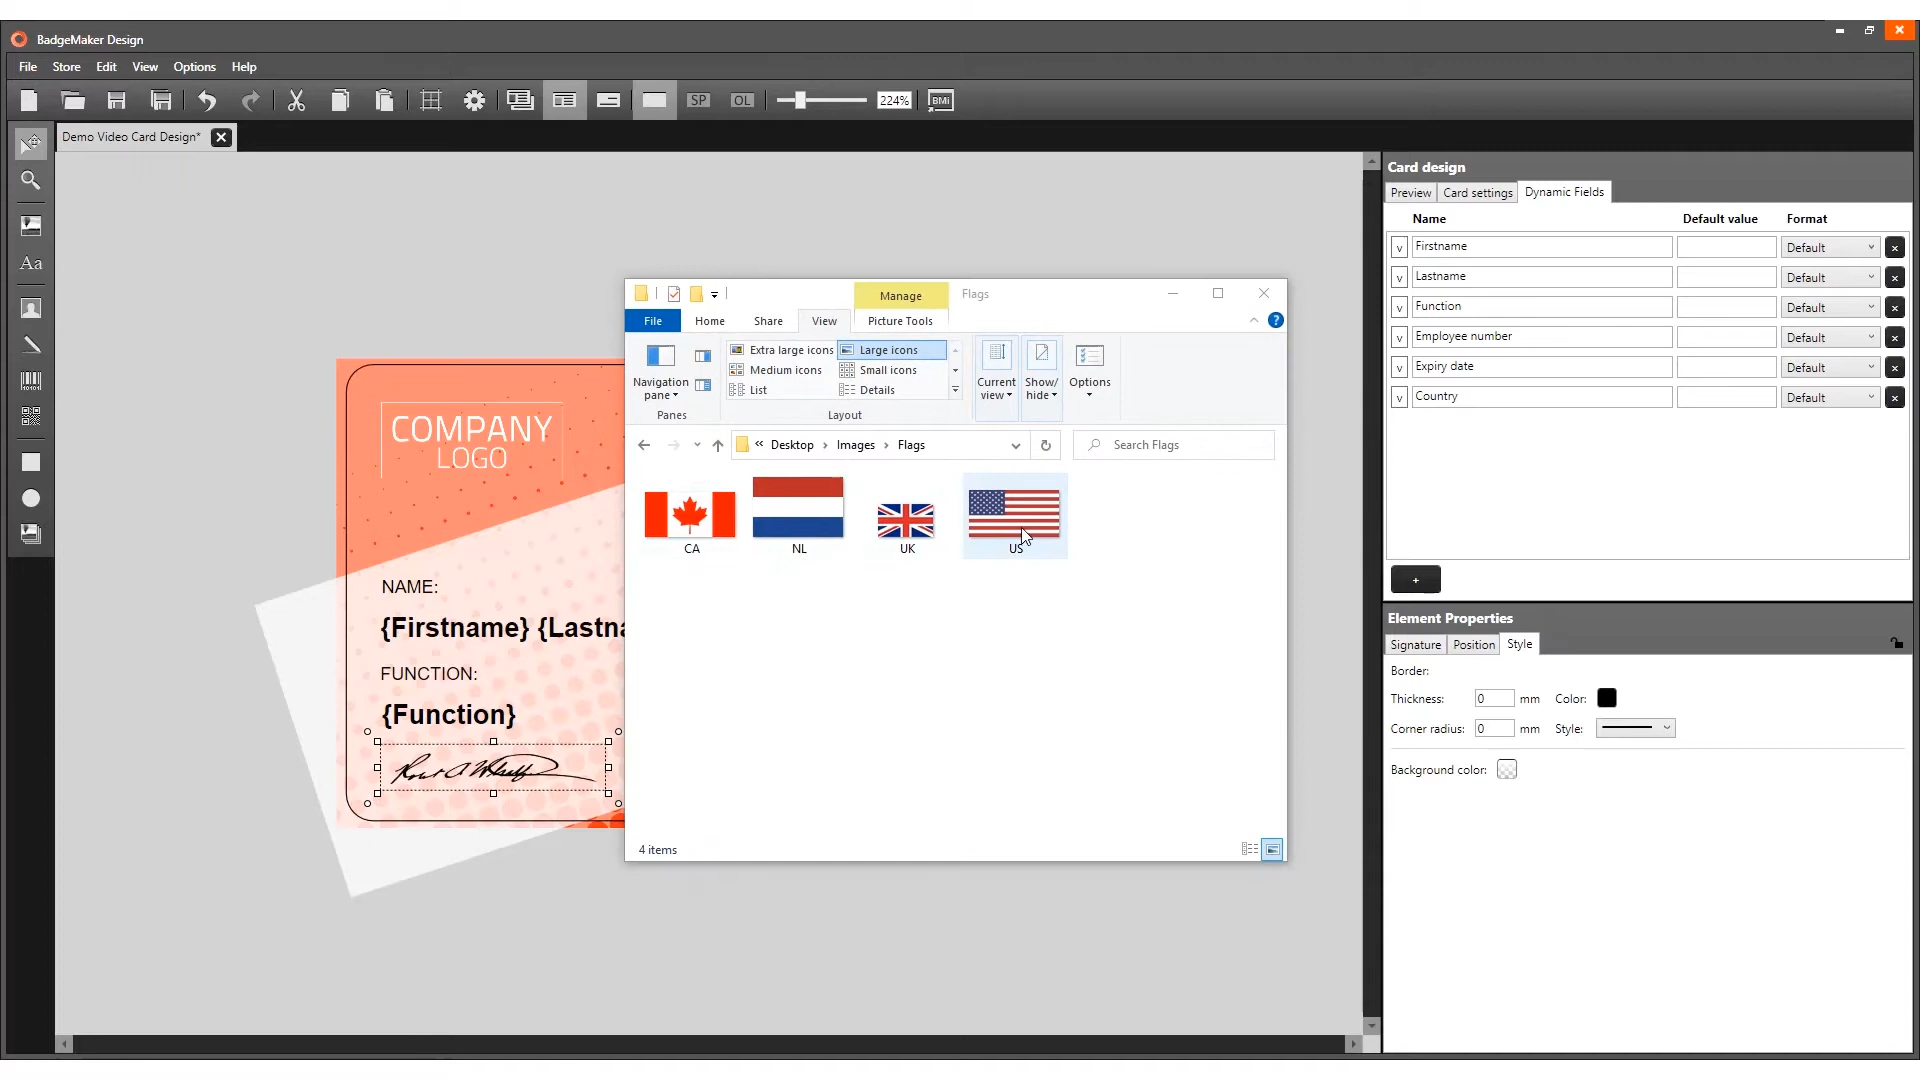 BadgeMaker Design
File Edit View Options Help
SP OL 224% BMi
Demo Video Card Design*
Card design
Preview Card settings Dynamic Fields
Name Default value Format
v Firstname Default x
v Lastname Default x
v Function Default x
v Employee number Default x
v Expiry date Default x
v Country Default x
+
Element Properties
Signature Position Style
Border:
Thickness: 0 mm Color:
Corner radius: 0 mm Style:
Background color:
Aa
COMPANY
LOGO
NAME:
{Firstname} {Lastna
FUNCTION:
{Function}
Manage Flags
File Home Share View Picture Tools
Extra large icons Large icons
Medium icons Small icons
List Details
Navigation
pane
Current
view
Show/
hide
Options
Panes Layout
« Desktop › Images › Flags
Search Flags
CA NL UK US
4 items